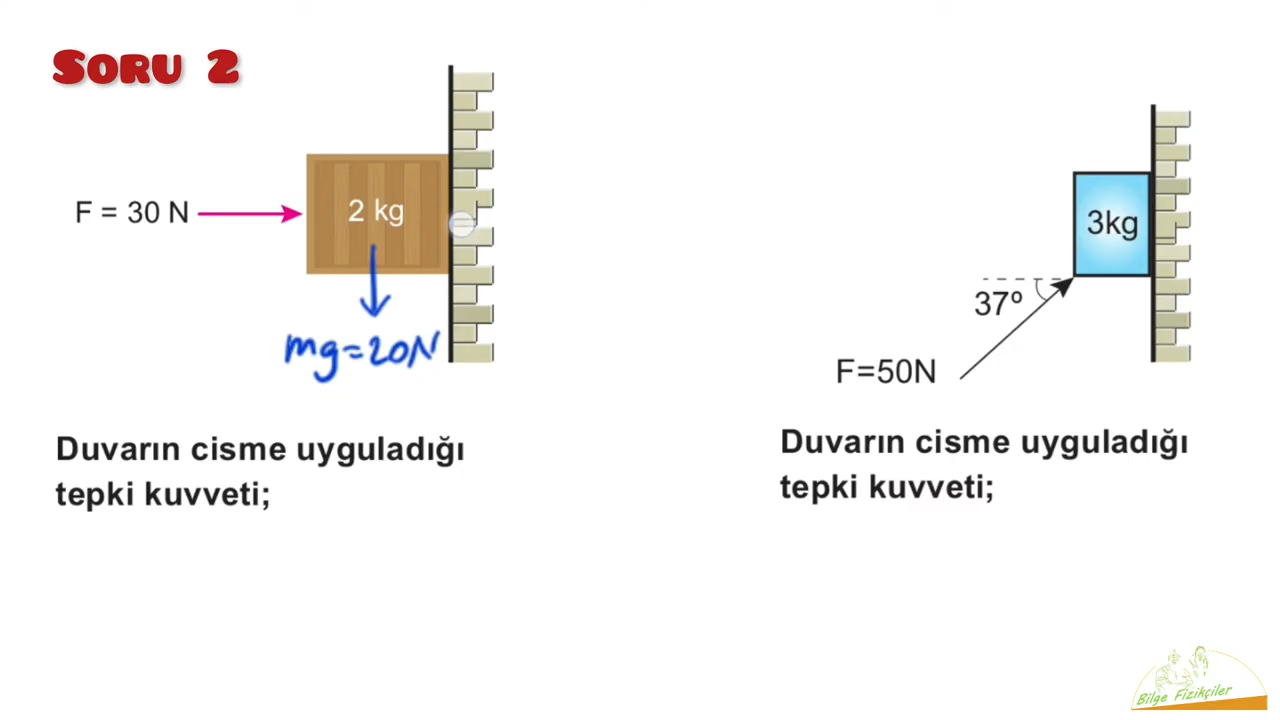 SORU 2
F = 30 N
2 kg
mg=20N
Duvarın cisme uyguladığı
tepki kuvveti;
3kg
37º
F=50N
Duvarın cisme uyguladığı
tepki kuvveti;
Bilge Fizikçiler